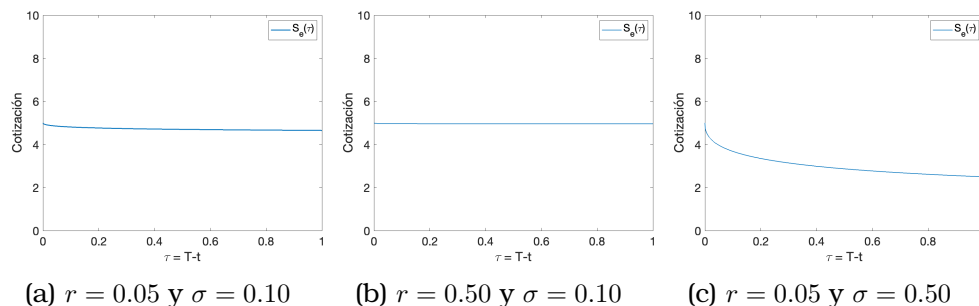 10
8
6
4
2
0
Cotización
S_e(τ)
0 0.2 0.4 0.6 0.8 1
τ = T-t
(a) r = 0.05 y σ = 0.10
10
8
6
4
2
0
Cotización
S_e(τ)
0 0.2 0.4 0.6 0.8 1
τ = T-t
(b) r = 0.50 y σ = 0.10
10
8
6
4
2
0
Cotización
S_e(τ)
0 0.2 0.4 0.6 0.8
τ = T-t
(c) r = 0.05 y σ = 0.50